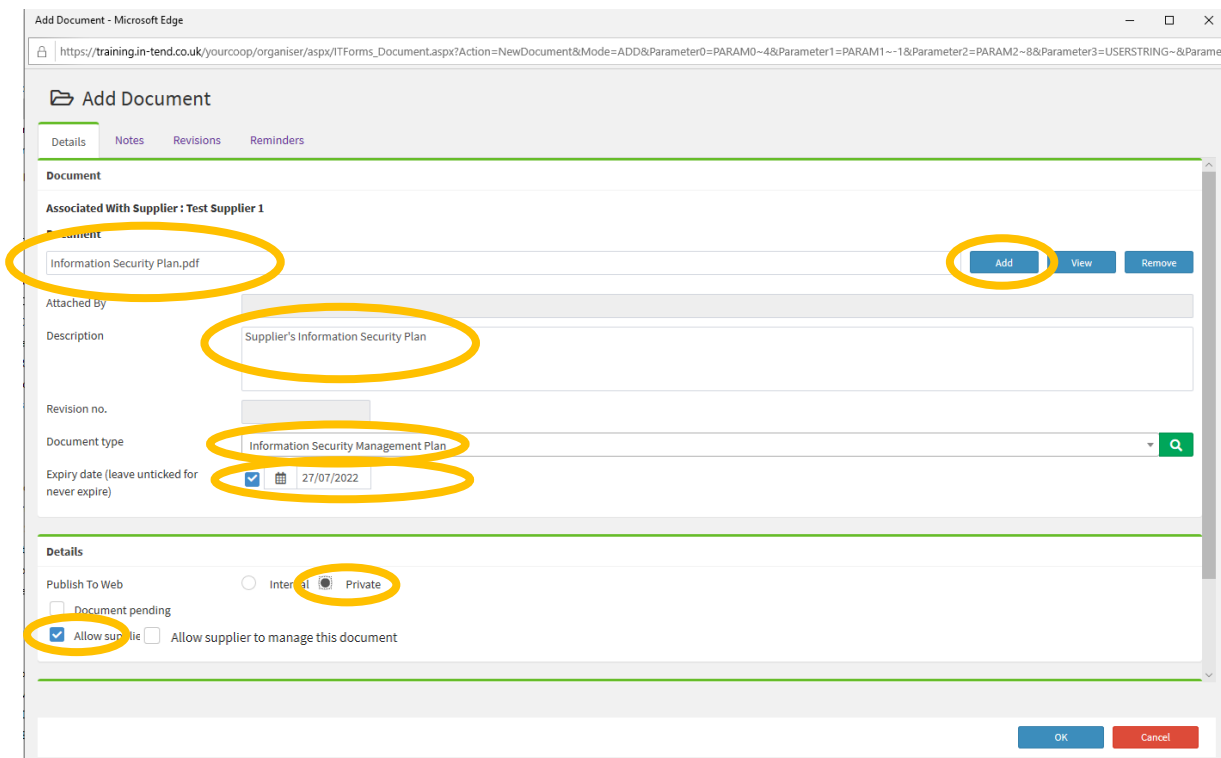 Add Document - Microsoft Edge
https://training.in-tend.co.uk/yourcoop/organiser/aspx/ITForms_Document.aspx?Action=NewDocument&Mode=ADD&Parameter0=PARAM0~4&Parameter1=PARAM1~-1&Parameter2=PARAM2~8&Parameter3=USERSTRING~&Parame
Add Document
Details Notes Revisions Reminders
Document
Associated With Supplier : Test Supplier 1
Document
Information Security Plan.pdf Add View Remove
Attached By
Description Supplier's Information Security Plan
Revision no.
Document type Information Security Management Plan
Expiry date (leave unticked for never expire) 27/07/2022
Details
Publish To Web Internal Private
Document pending
Allow supplie Allow supplier to manage this document
OK Cancel